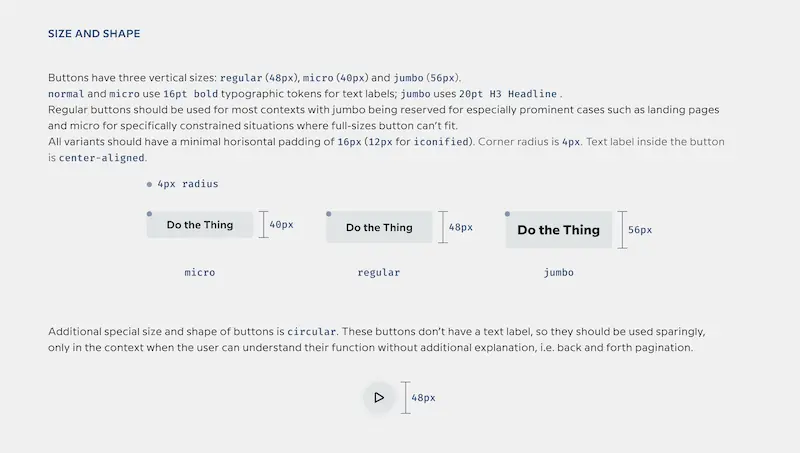 SIZE AND SHAPE
Buttons have three vertical sizes: regular (48px), micro (40px) and jumbo (56px).
normal and micro use 16pt bold typographic tokens for text labels; jumbo uses 20pt H3 Headline .
Regular buttons should be used for most contexts with jumbo being reserved for especially prominent cases such as landing pages
and micro for specifically constrained situations where full-sizes button can't fit.
All variants should have a minimal horisontal padding of 16px (12px for iconified). Corner radius is 4px. Text label inside the button
is center-aligned.
4px radius
Do the Thing 40px Do the Thing 48px Do the Thing 56px
micro regular jumbo
Additional special size and shape of buttons is circular. These buttons don't have a text label, so they should be used sparingly,
only in the context when the user can understand their function without additional explanation, i.e. back and forth pagination.
48px